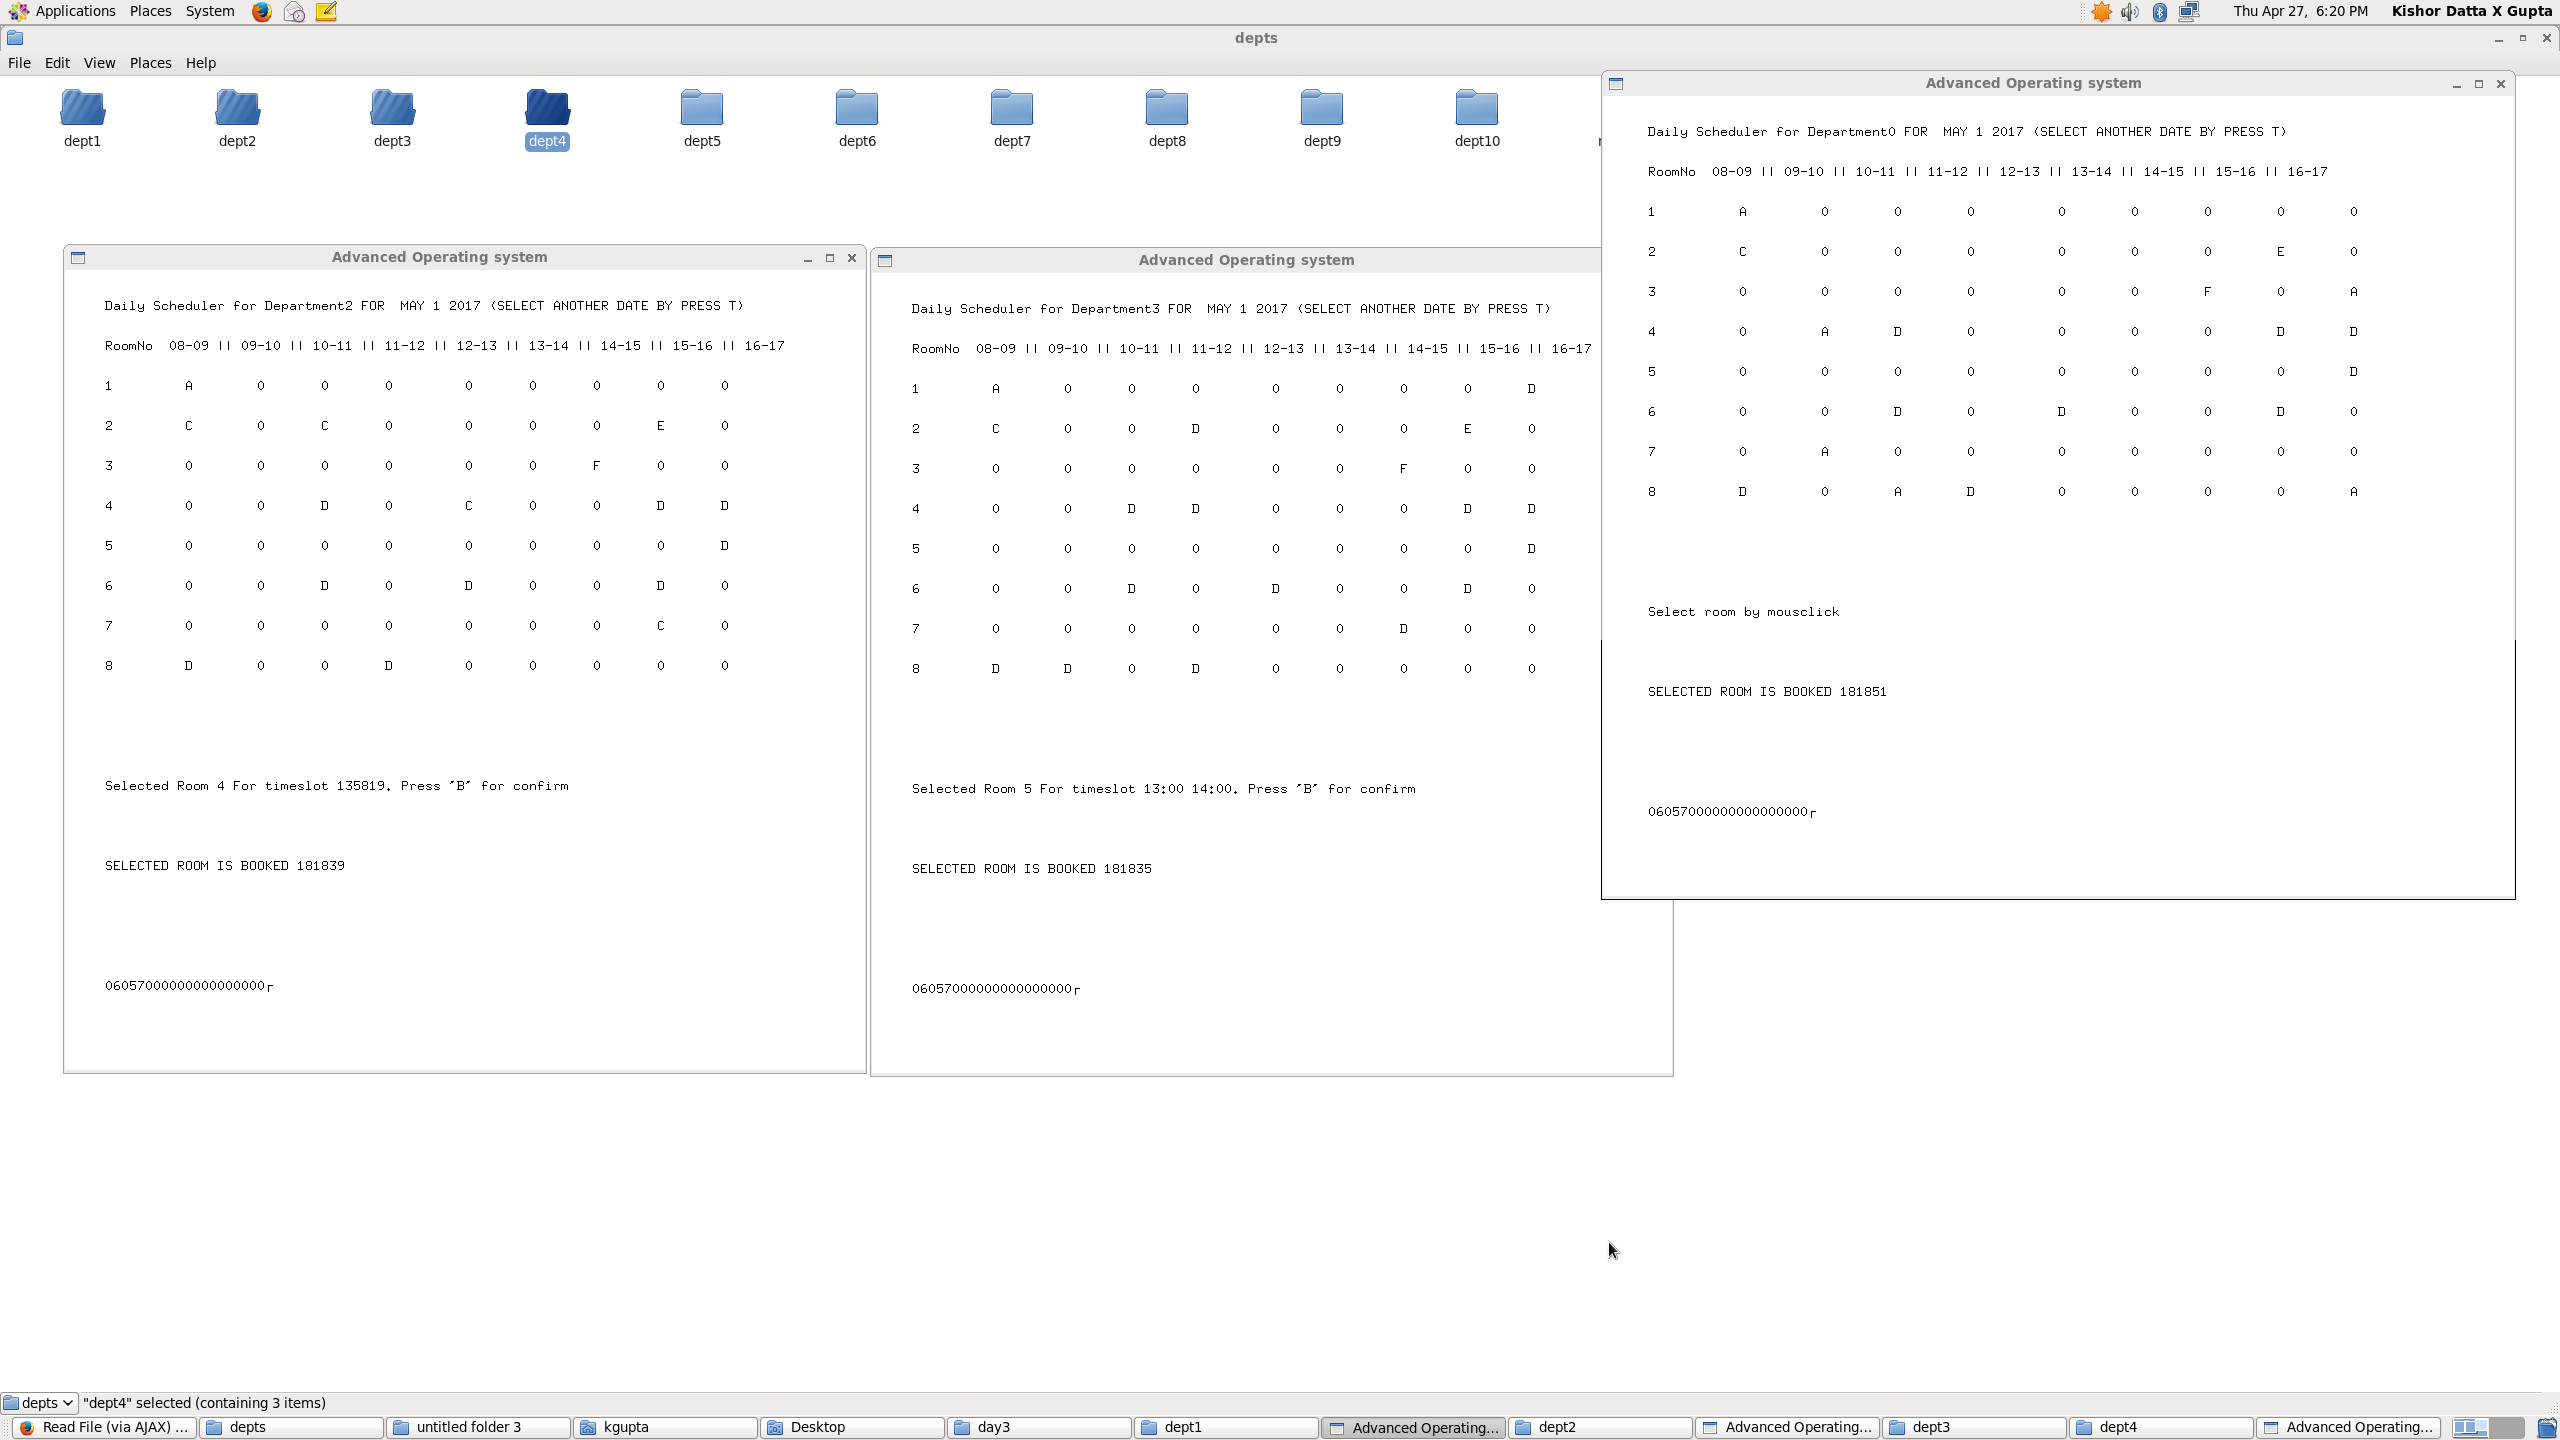 Applications Places System Thu Apr 27, 6:20 PM Kishor Datta X Gupta
depts
File Edit View Places Help
dept1 dept2 dept3 dept4 dept5 dept6 dept7 dept8 dept9 dept10
Advanced Operating system
Daily Scheduler for Department2 FOR MAY 1 2017 (SELECT ANOTHER DATE BY PRESS T)
RoomNo 08-09 || 09-10 || 10-11 || 11-12 || 12-13 || 13-14 || 14-15 || 15-16 || 16-17
1 A 0 0 0 0 0 0 0 0
2 C 0 C 0 0 0 0 E 0
3 0 0 0 0 0 0 F 0 0
4 0 0 D 0 C 0 0 D D
5 0 0 0 0 0 0 0 0 D
6 0 0 D 0 D 0 0 D 0
7 0 0 0 0 0 0 0 C 0
8 D 0 0 D 0 0 0 0 0
Selected Room 4 For timeslot 135819. Press "B" for confirm
SELECTED ROOM IS BOOKED 181839
06057000000000000000┌
Advanced Operating system
Daily Scheduler for Department3 FOR MAY 1 2017 (SELECT ANOTHER DATE BY PRESS T)
RoomNo 08-09 || 09-10 || 10-11 || 11-12 || 12-13 || 13-14 || 14-15 || 15-16 || 16-17
1 A 0 0 0 0 0 0 0 D
2 C 0 0 D 0 0 0 E 0
3 0 0 0 0 0 0 F 0 0
4 0 0 D D 0 0 0 D D
5 0 0 0 0 0 0 0 0 D
6 0 0 D 0 D 0 0 D 0
7 0 0 0 0 0 0 D 0 0
8 D D 0 D 0 0 0 0 0
Selected Room 5 For timeslot 13:00 14:00. Press "B" for confirm
SELECTED ROOM IS BOOKED 181835
06057000000000000000┌
Advanced Operating system
Daily Scheduler for Department0 FOR MAY 1 2017 (SELECT ANOTHER DATE BY PRESS T)
RoomNo 08-09 || 09-10 || 10-11 || 11-12 || 12-13 || 13-14 || 14-15 || 15-16 || 16-17
1 A 0 0 0 0 0 0 0 0
2 C 0 0 0 0 0 0 E 0
3 0 0 0 0 0 0 F 0 A
4 0 A D 0 0 0 0 D D
5 0 0 0 0 0 0 0 0 D
6 0 0 D 0 D 0 0 D 0
7 0 A 0 0 0 0 0 0 0
8 D 0 A D 0 0 0 0 A
Select room by mousclick
SELECTED ROOM IS BOOKED 181851
06057000000000000000┌
depts "dept4" selected (containing 3 items)
Read File (via AJAX) ... depts untitled folder 3 kgupta Desktop day3 dept1 Advanced Operating... dept2 Advanced Operating... dept3 dept4 Advanced Operating...